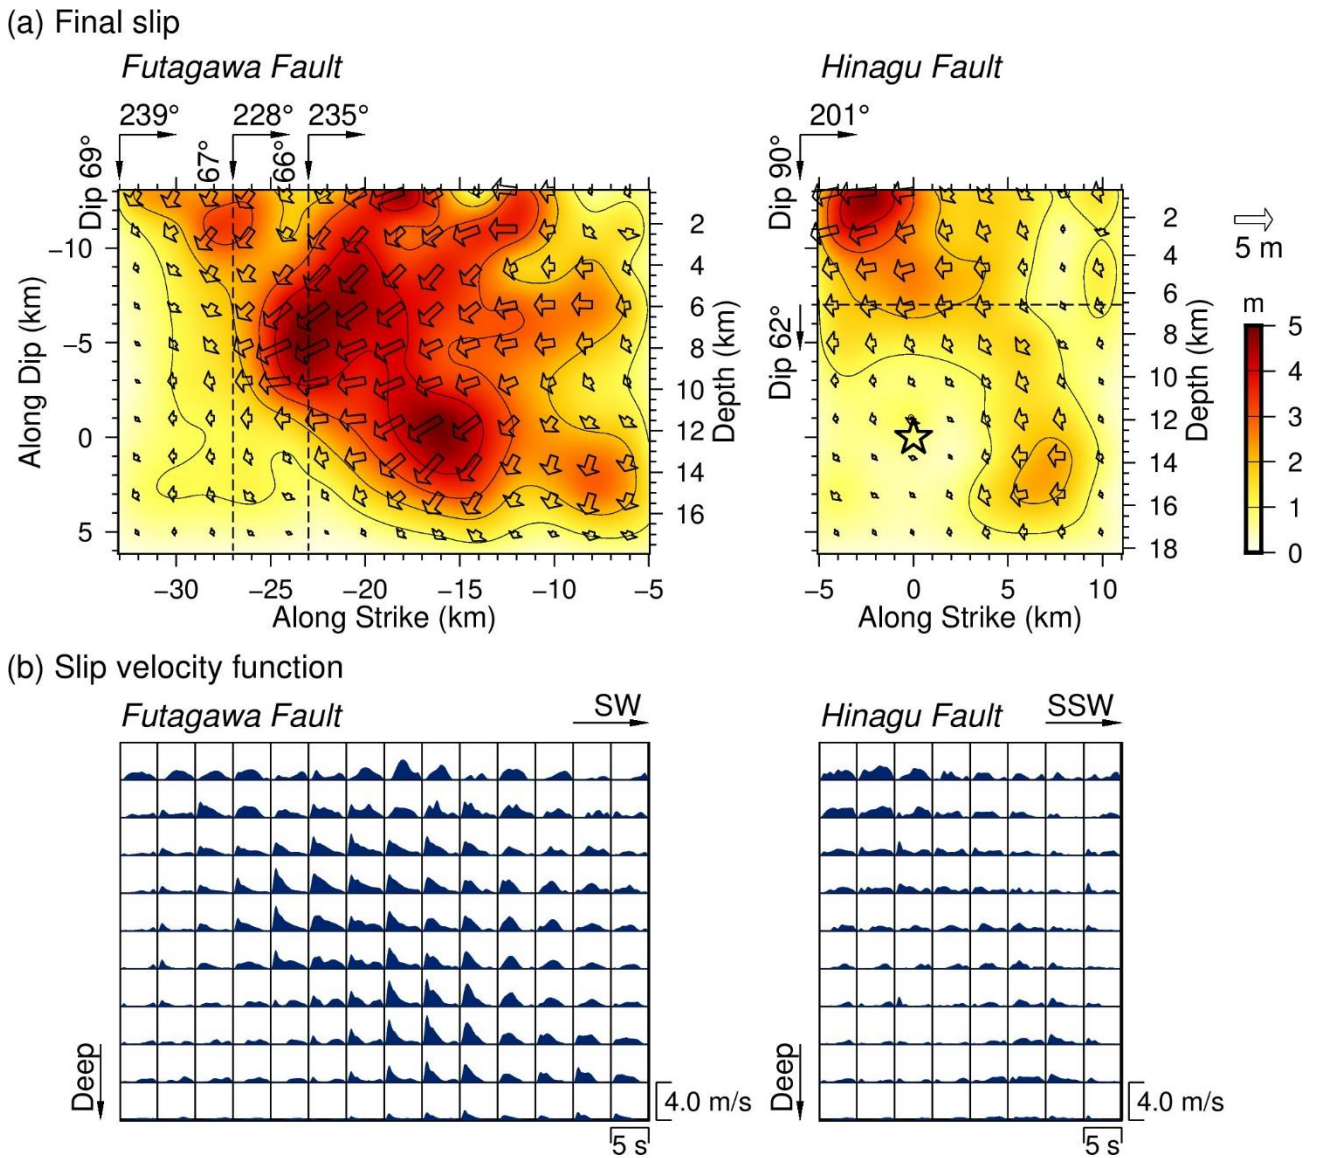 (a) Final slip
Futagawa Fault
Hinagu Fault
239° 228° 235°
201°
Dip 69°
67°
66°
Dip 90°
Dip 62°
−10
−5
0
5
Along Dip (km)
2
4
6
8
10
12
14
16
Depth (km)
−30 −25 −20 −15 −10 −5
Along Strike (km)
2
4
6
8
10
12
14
16
18
Depth (km)
−5 0 5 10
Along Strike (km)
5 m
m
5
4
3
2
1
0
(b) Slip velocity function
Futagawa Fault
SW
Hinagu Fault
SSW
Deep
4.0 m/s
5 s
Deep
4.0 m/s
5 s